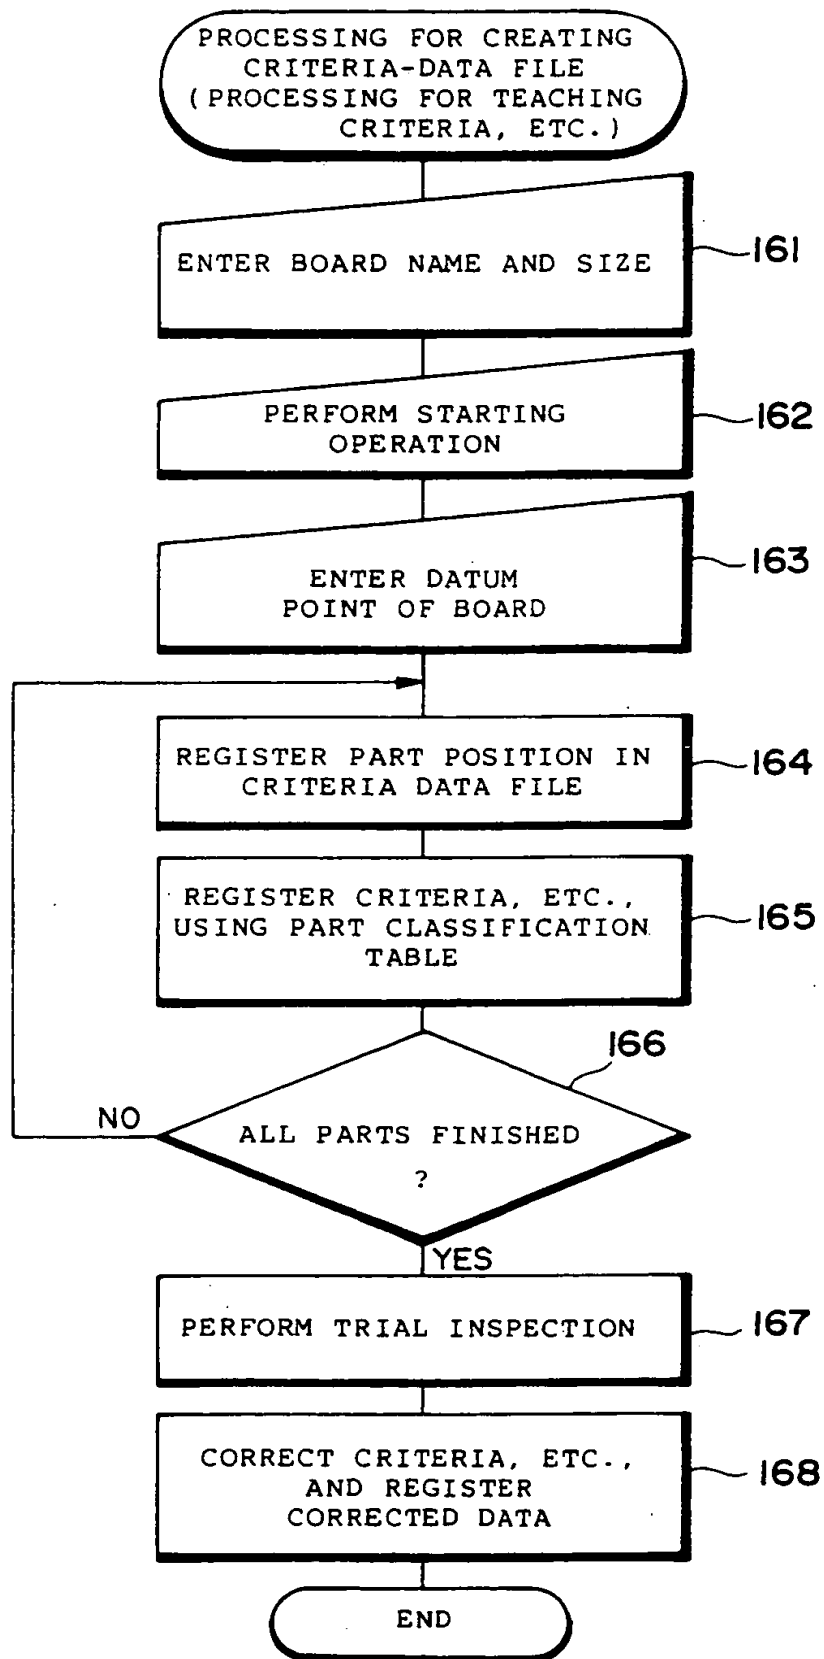 PROCESSING FOR CREATING
CRITERIA-DATA FILE
(PROCESSING FOR TEACHING
CRITERIA, ETC.)
ENTER BOARD NAME AND SIZE
161
PERFORM STARTING
OPERATION
162
ENTER DATUM
POINT OF BOARD
163
REGISTER PART POSITION IN
CRITERIA DATA FILE
164
REGISTER CRITERIA, ETC.,
USING PART CLASSIFICATION
TABLE
165
166
NO
ALL PARTS FINISHED
?
YES
PERFORM TRIAL INSPECTION
167
CORRECT CRITERIA, ETC.,
AND REGISTER
CORRECTED DATA
168
END